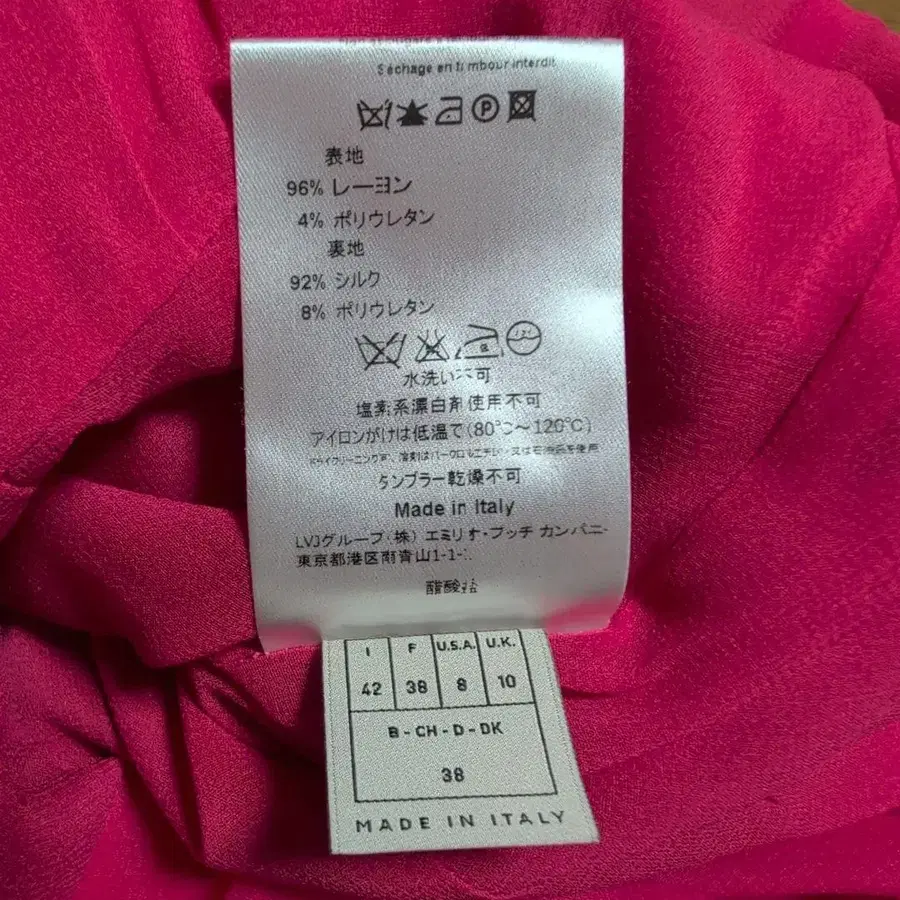 Séchage en tambour interdit
P
表地
96% レーヨン
4% ポリウレタン
裏地
92% シルク
8% ポリウレタン
水洗い不可
塩素系漂白剤使用不可
アイロンがけは低温で(80℃~120℃)
タンブラー乾燥不可
Made in Italy
LVJグループ(株) エミリオ・プッチ カンパニー
東京都港区南青山1-1-1
I F U.S.A. U.K.
42 38 8 10
B - CH - D - DK
38
MADE IN ITALY